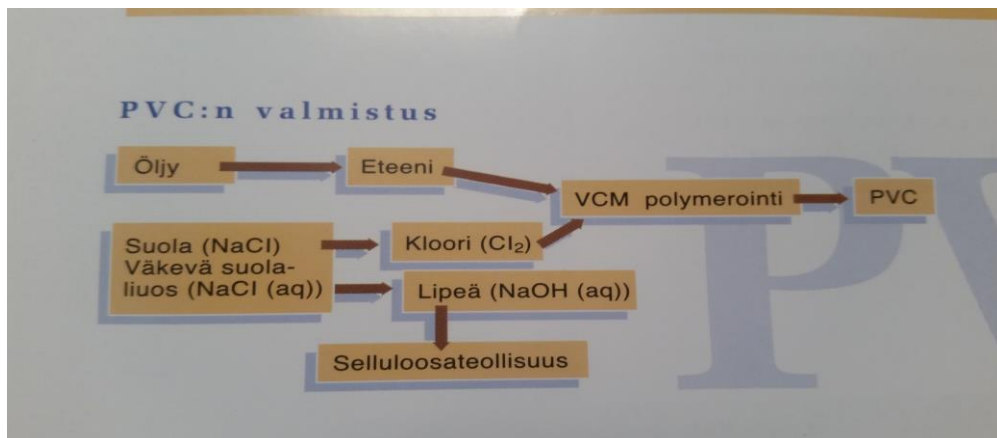 PVC:n valmistus
Öljy
Eteeni
VCM polymerointi
PVC
Suola (NaCl)
Väkevä suola-
liuos (NaCl (aq))
Kloori (Cl₂)
Lipeä (NaOH (aq))
Selluloosateollisuus
PV